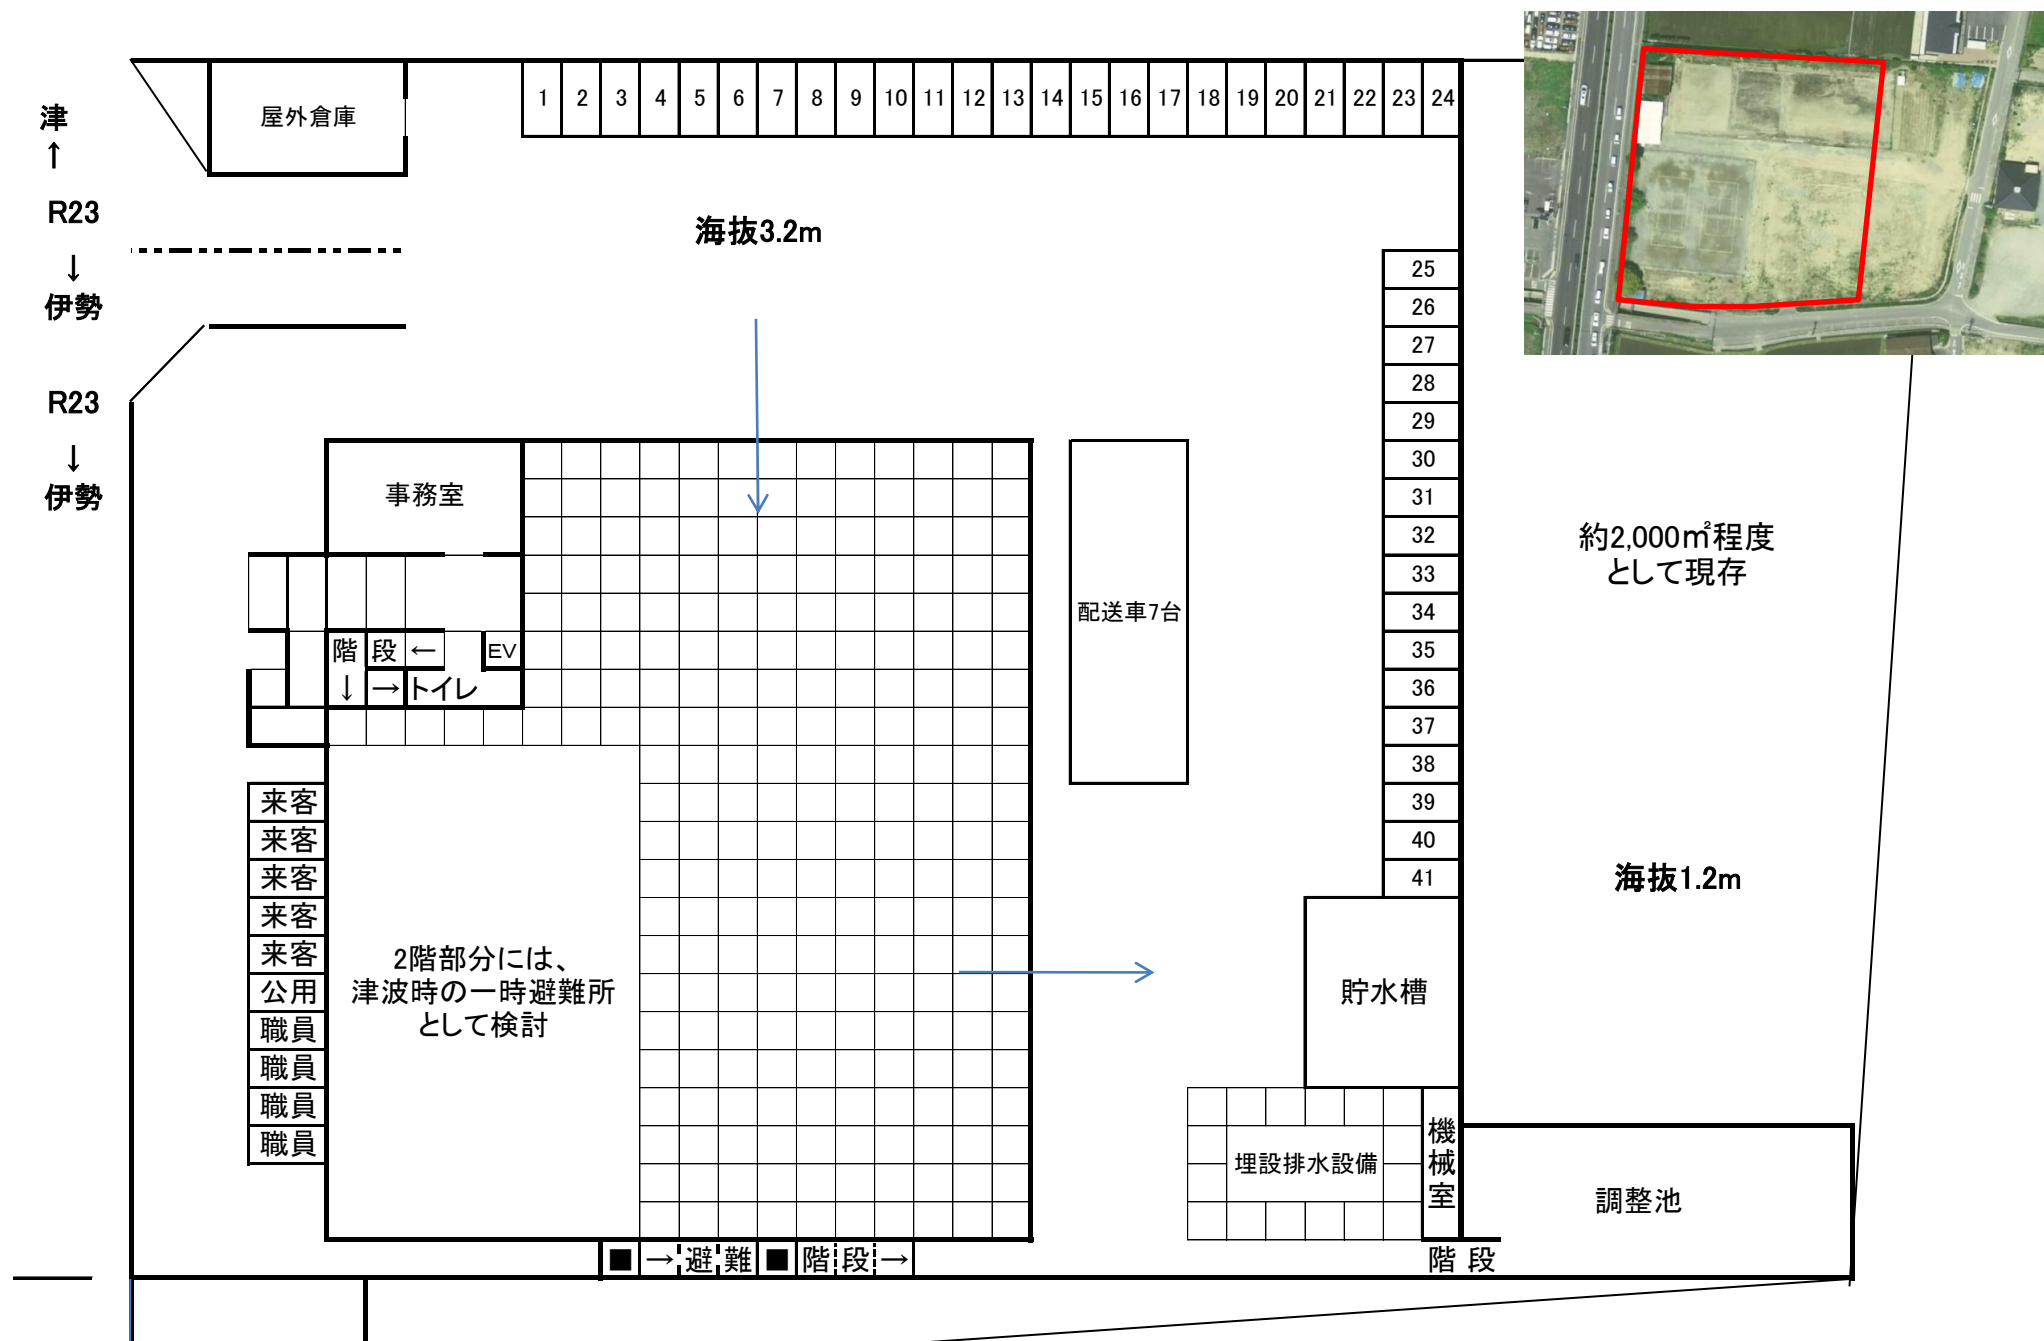 津
↑
R23
↓
伊勢
R23
↓
伊勢
屋外倉庫
1 2 3 4 5 6 7 8 9 10 11 12 13 14 15 16 17 18 19 20 21 22 23 24
海抜3.2m
25
26
27
28
29
30
31
32
33
34
35
36
37
38
39
40
41
事務室
階 段 ←
EV
↓ → トイレ
配送車7台
約2,000㎡程度
として現存
海抜1.2m
来客
来客
来客
来客
来客
公用
職員
職員
職員
職員
2階部分には、
津波時の一時避難所
として検討
貯水槽
埋設排水設備
機械室
調整池
■ → 避 難 ■ 階 段 →
階 段